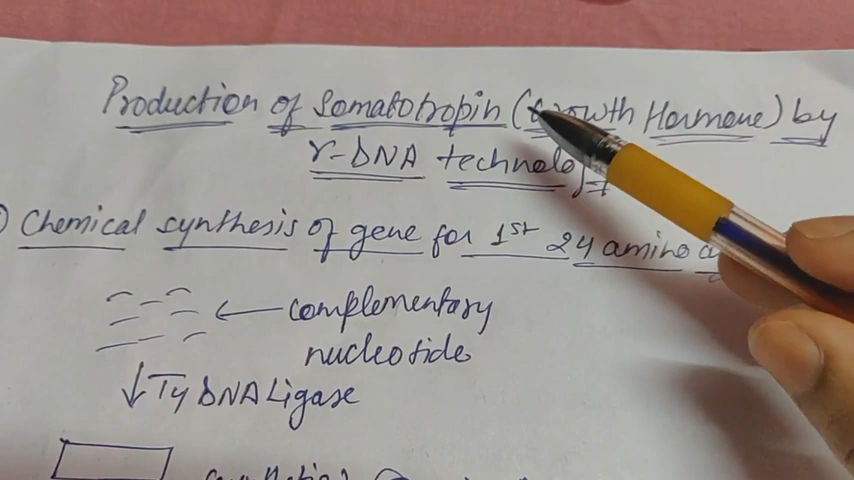 Production of Somatotropin (Growth Hormone) by
r-DNA technolog
Chemical synthesis of gene for 1st 24 amino
complementary
nucleotide
T4 DNA Ligase